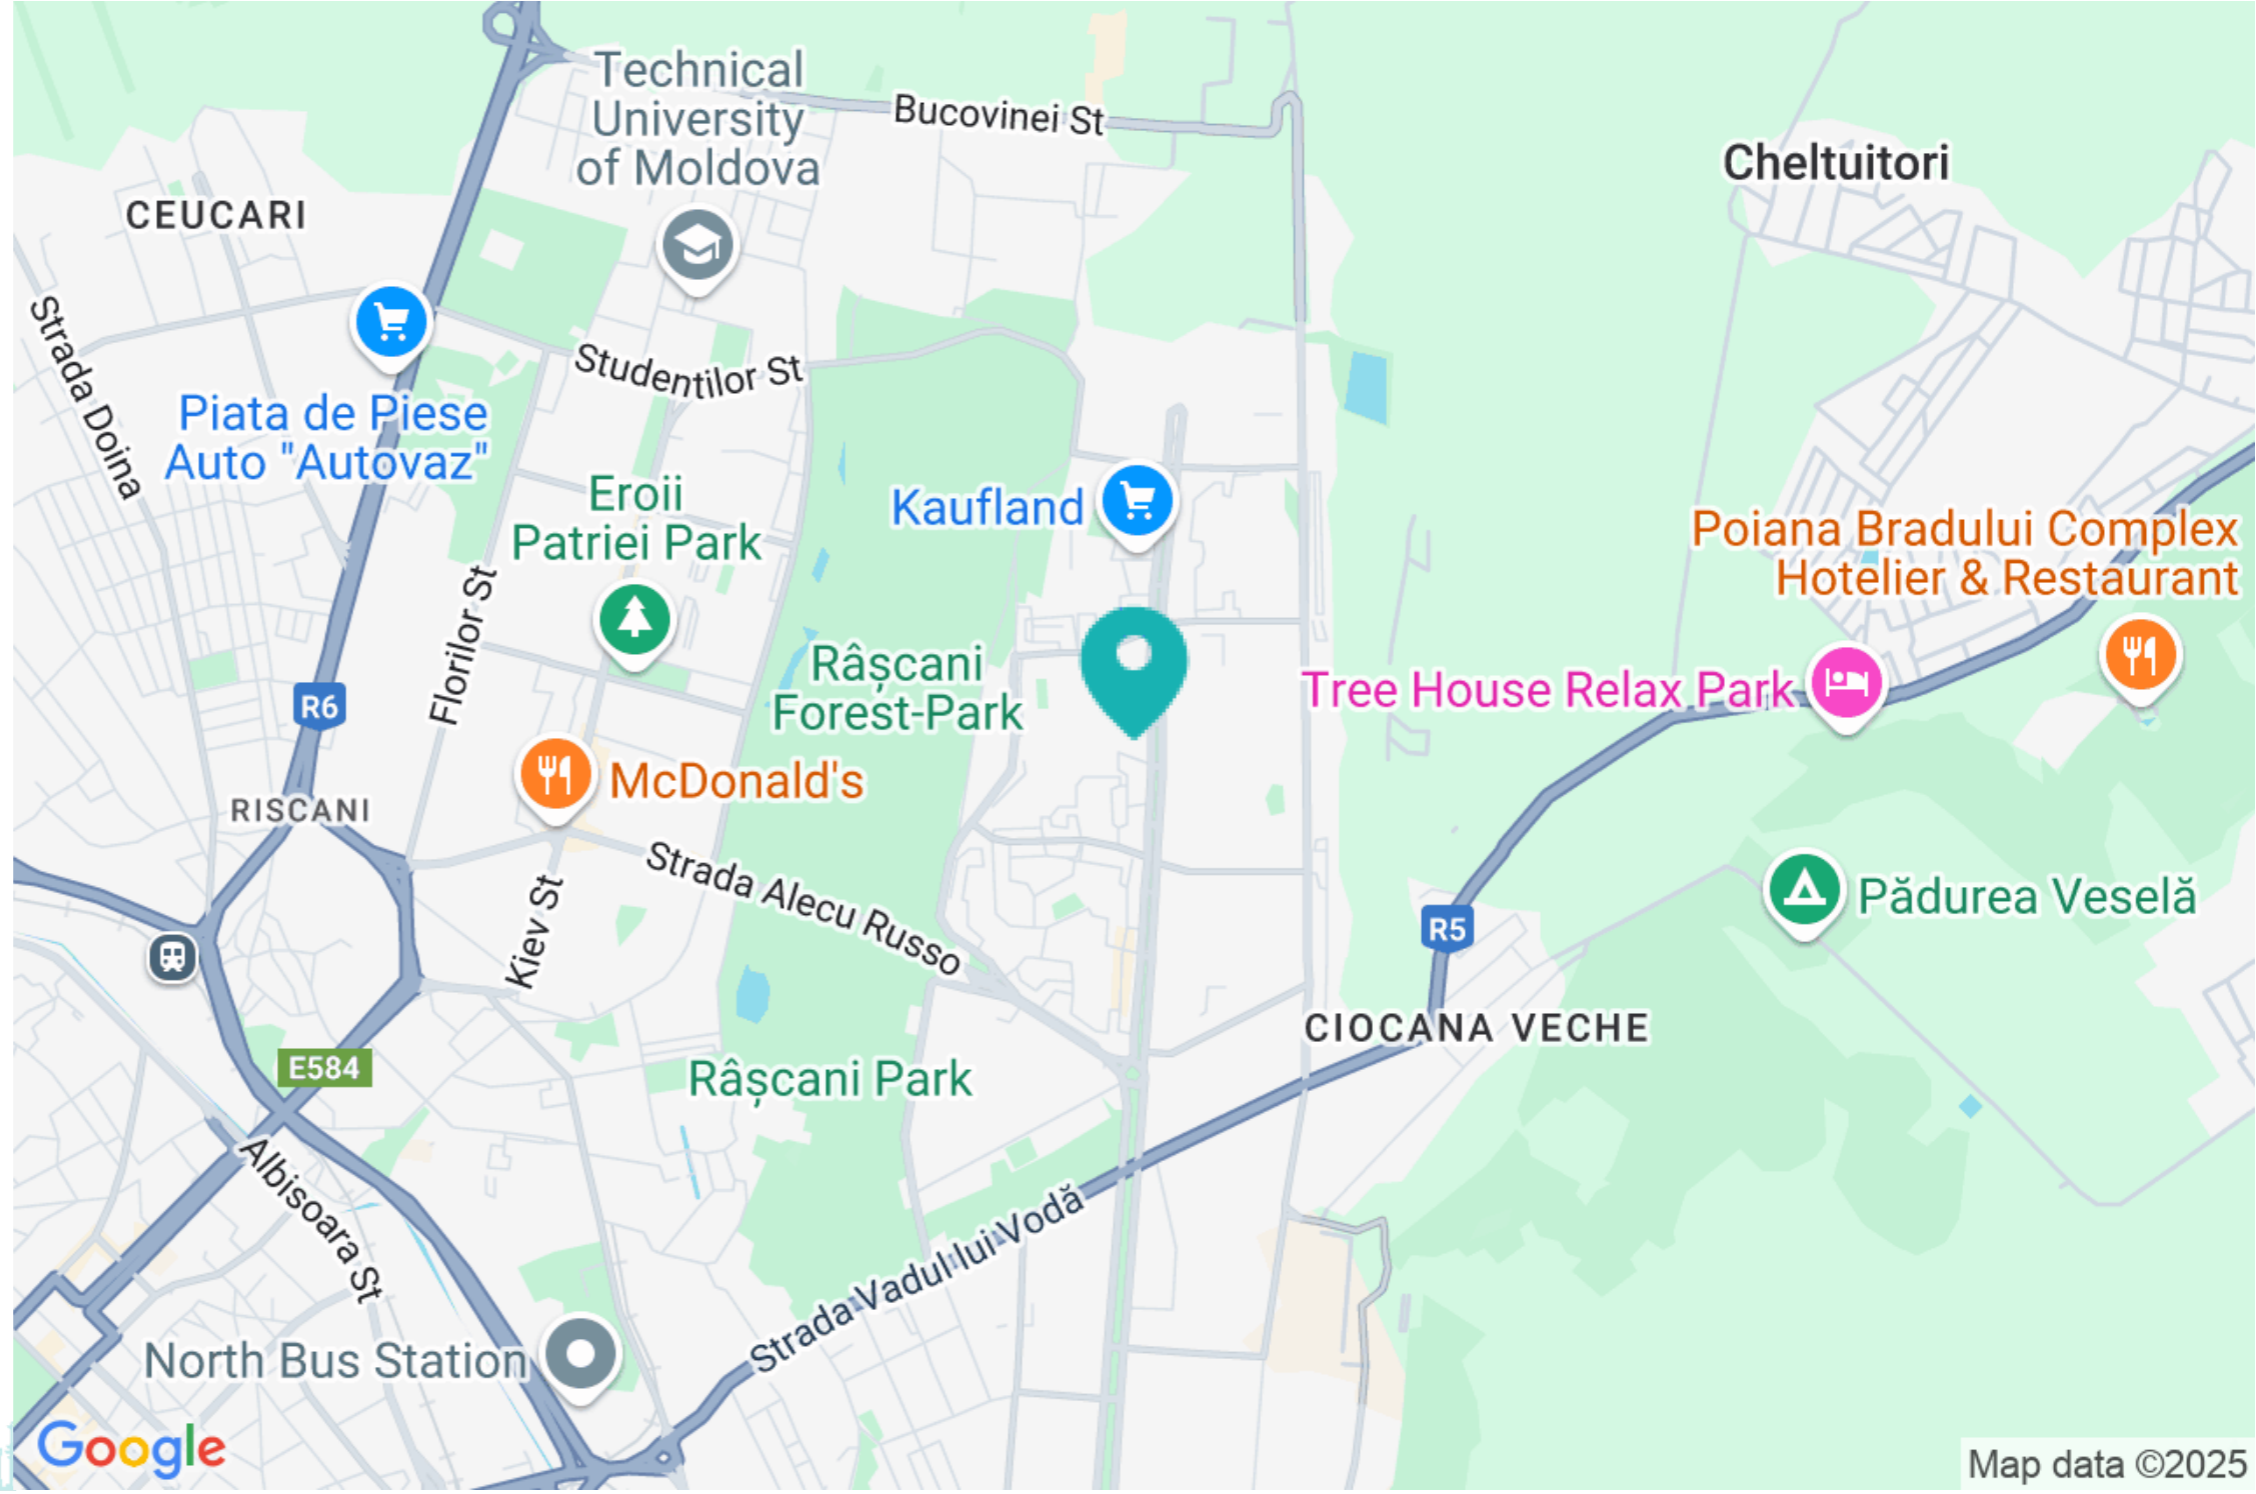 Technical
University
of Moldova
Bucovinei St
Cheltuitori
CEUCARI
Strada Doina
Studentilor St
Piata de Piese
Auto "Autovaz"
Eroii
Patriei Park
Kaufland
Poiana Bradului Complex
Hotelier & Restaurant
Florilor St
Râșcani
Forest-Park
Tree House Relax Park
R6
McDonald's
RISCANI
Strada Alecu Russo
Kiev St
Pădurea Veselă
R5
CIOCANA VECHE
E584
Râșcani Park
Albisoara St
Strada Vadul lui Vodă
North Bus Station
Google
Map data ©2025